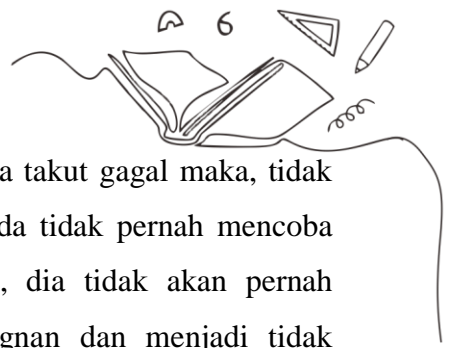 6
a takut gagal maka, tidak
da tidak pernah mencoba
, dia tidak akan pernah
gnan dan menjadi tidak